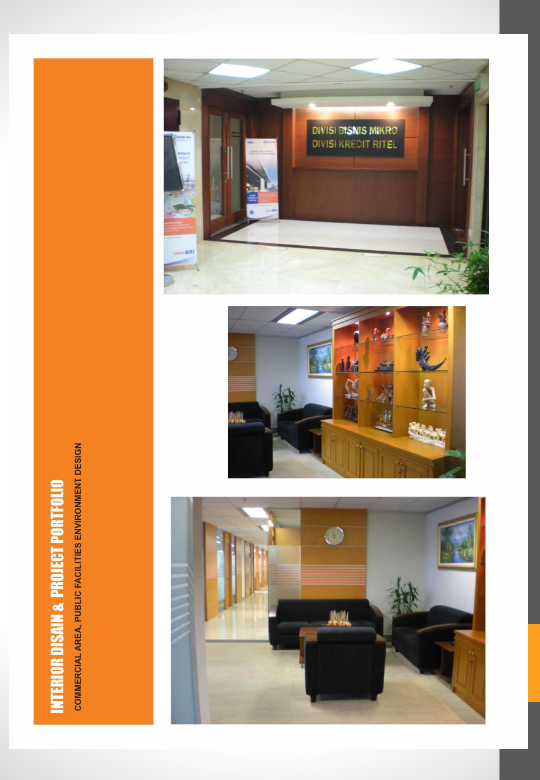 DIVISI BISNIS MIKRO
DIVISI KREDIT RITEL
INTERIOR DISAIN & PROJECT PORTFOLIO
COMMERCIAL AREA, PUBLIC FACILITIES ENVIRONMENT DESIGN